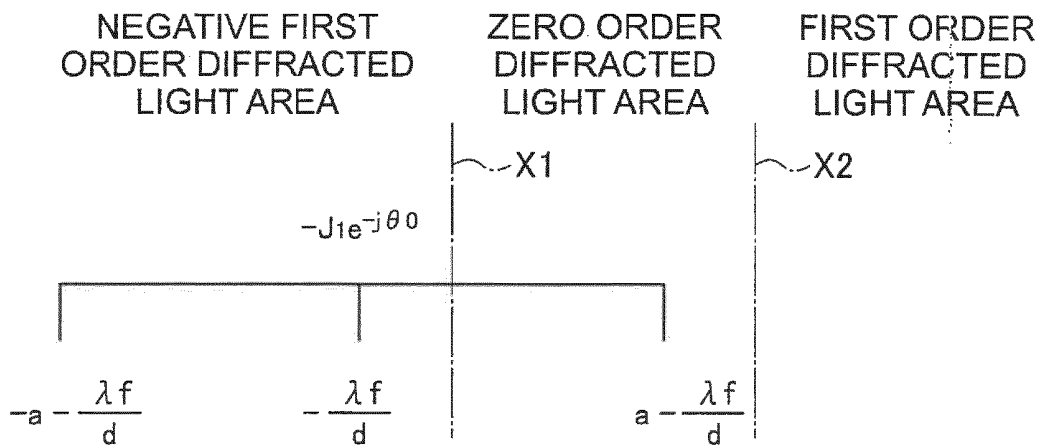 NEGATIVE FIRST
ORDER DIFFRACTED
LIGHT AREA
ZERO ORDER
DIFFRACTED
LIGHT AREA
FIRST ORDER
DIFFRACTED
LIGHT AREA
X1
X2
-J₁e^{-jθ0}
-a - λf/d
- λf/d
a - λf/d